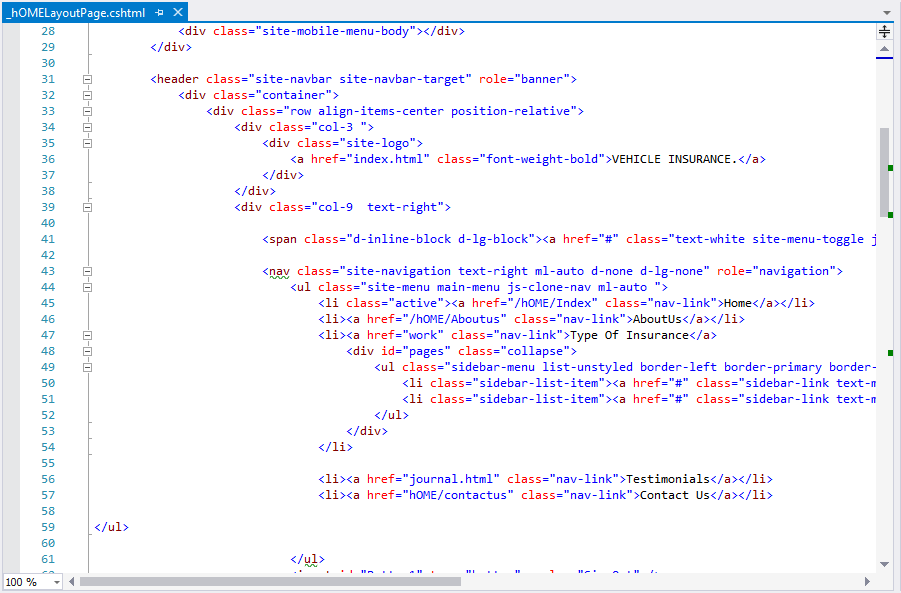 _hOMELayoutPage.cshtml
28 <div class="site-mobile-menu-body"></div>
29 </div>
30
31 <header class="site-navbar site-navbar-target" role="banner">
32 <div class="container">
33 <div class="row align-items-center position-relative">
34 <div class="col-3 ">
35 <div class="site-logo">
36 <a href="index.html" class="font-weight-bold">VEHICLE INSURANCE.</a>
37 </div>
38 </div>
39 <div class="col-9  text-right">
40
41 <span class="d-inline-block d-lg-block"><a href="#" class="text-white site-menu-toggle j
42
43 <nav class="site-navigation text-right ml-auto d-none d-lg-none" role="navigation">
44 <ul class="site-menu main-menu js-clone-nav ml-auto ">
45 <li class="active"><a href="/hOME/Index" class="nav-link">Home</a></li>
46 <li><a href="/hOME/Aboutus" class="nav-link">AboutUs</a></li>
47 <li><a href="work" class="nav-link">Type Of Insurance</a>
48 <div id="pages" class="collapse">
49 <ul class="sidebar-menu list-unstyled border-left border-primary border-
50 <li class="sidebar-list-item"><a href="#" class="sidebar-link text-m
51 <li class="sidebar-list-item"><a href="#" class="sidebar-link text-m
52 </ul>
53 </div>
54 </li>
55
56 <li><a href="journal.html" class="nav-link">Testimonials</a></li>
57 <li><a href="hOME/contactus" class="nav-link">Contact Us</a></li>
58
59 </ul>
60
61 </ul>
100 %